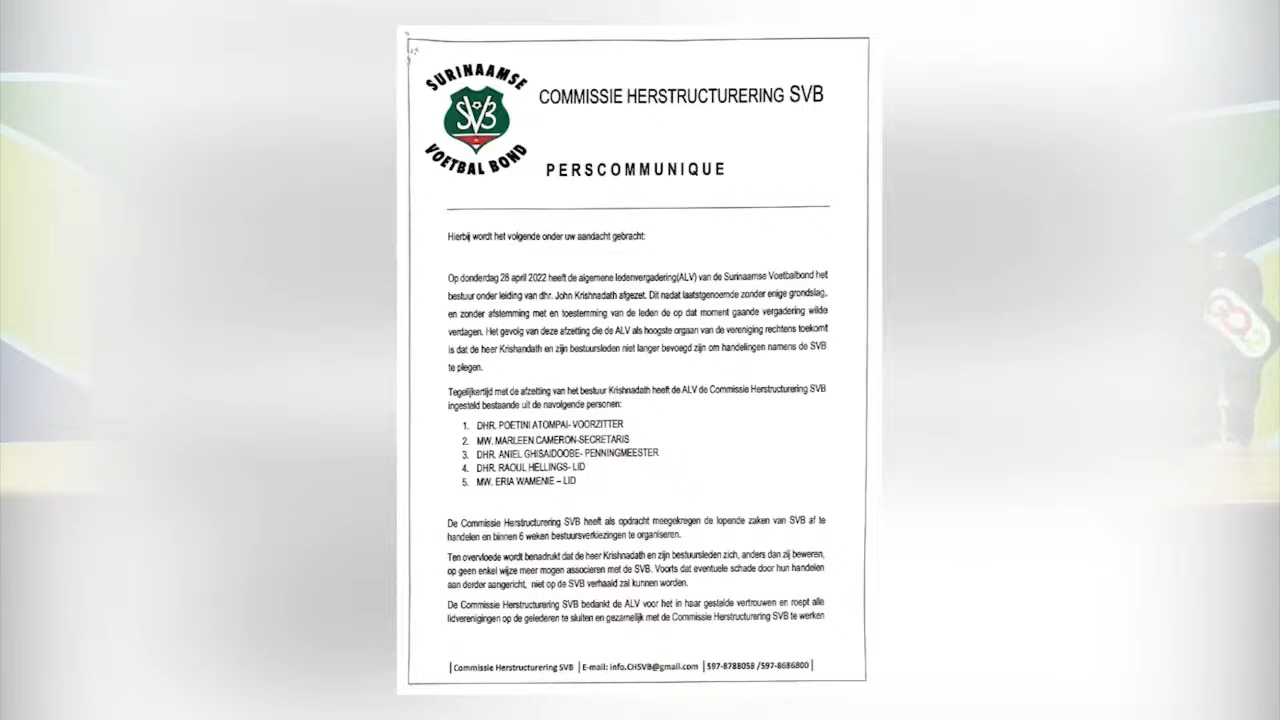 SURINAAMSE
SVB
VOETBAL BOND
COMMISSIE HERSTRUCTURERING SVB
PERSCOMMUNIQUE
Hierbij wordt het volgende onder uw aandacht gebracht:
Op donderdag 28 april 2022 heeft de algemene ledenvergadering(ALV) van de Surinaamse Voetbalbond het
bestuur onder leiding van dhr. John Krishnadath afgezet. Dit nadat laatstgenoemde zonder enige grondslag,
en zonder afstemming met en toestemming van de leden de op dat moment gaande vergadering wilde
verdagen. Het gevolg van deze afzetting die de ALV als hoogste orgaan van de vereniging rechtens toekomt
is dat de heer Krishandath en zijn bestuursleden niet langer bevoegd zijn om handelingen namens de SVB
te plegen.
Tegelijkertijd met de afzetting van het bestuur Krishnadath heeft de ALV de Commissie Herstructurering SVB
ingesteld bestaande uit de navolgende personen:
1. DHR. POETINI ATOMPAI- VOORZITTER
2. MW. MARLEEN CAMERON-SECRETARIS
3. DHR. ANIEL GHISAIDOOBE- PENNINGMEESTER
4. DHR. RAOUL HELLINGS- LID
5. MW. ERIA WAMENIE – LID
De Commissie Herstructurering SVB heeft als opdracht meegekregen de lopende zaken van SVB af te
handelen en binnen 6 weken bestuursverkiezingen te organiseren.
Ten overvloede wordt benadrukt dat de heer Krishnadath en zijn bestuursleden zich, anders dan zij beweren,
op geen enkel wijze meer mogen associeren met de SVB. Voorts dat eventuele schade door hun handelen
aan derder aangericht, niet op de SVB verhaald zal kunnen worden.
De Commissie Herstructurering SVB bedankt de ALV voor het in haar gestelde vertrouwen en roept alle
lidverenigingen op de gelederen te sluiten en gezamelijk met de Commissie Herstructurering SVB te werken
|Commissie Herstructurering SVB |E-mail: info.CHSVB@gmail.com |597-8788058 /597-8686800|